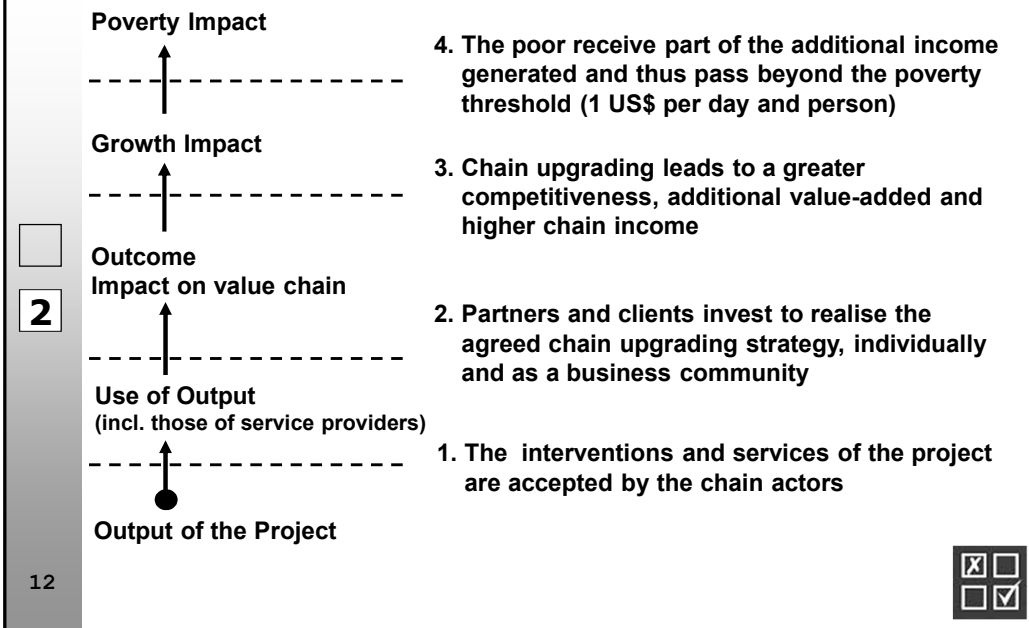 Poverty Impact
4. The poor receive part of the additional income
generated and thus pass beyond the poverty
threshold (1 US$ per day and person)
Growth Impact
3. Chain upgrading leads to a greater
competitiveness, additional value-added and
higher chain income
Outcome
Impact on value chain
2
2. Partners and clients invest to realise the
agreed chain upgrading strategy, individually
and as a business community
Use of Output
(incl. those of service providers)
1. The interventions and services of the project
are accepted by the chain actors
Output of the Project
12